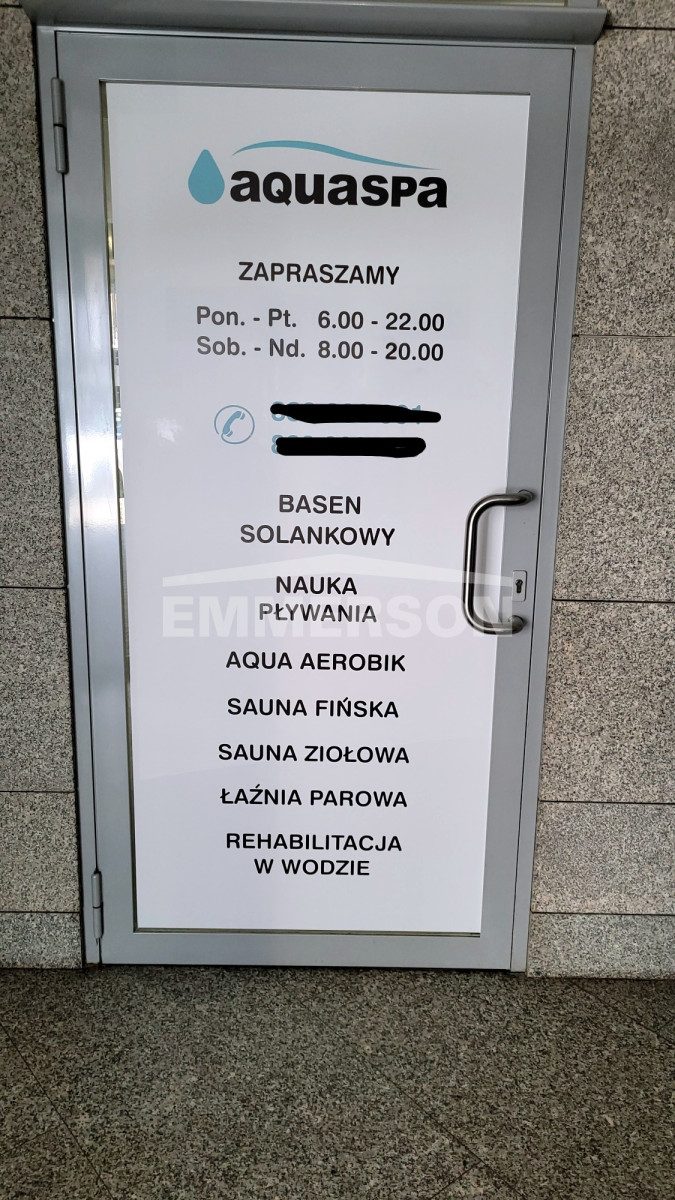 aquaspa
ZAPRASZAMY
Pon. - Pt. 6.00 - 22.00
Sob. - Nd. 8.00 - 20.00
BASEN
SOLANKOWY
NAUKA
PŁYWANIA
EMMERSON
AQUA AEROBIK
SAUNA FIŃSKA
SAUNA ZIOŁOWA
ŁAŹNIA PAROWA
REHABILITACJA
W WODZIE